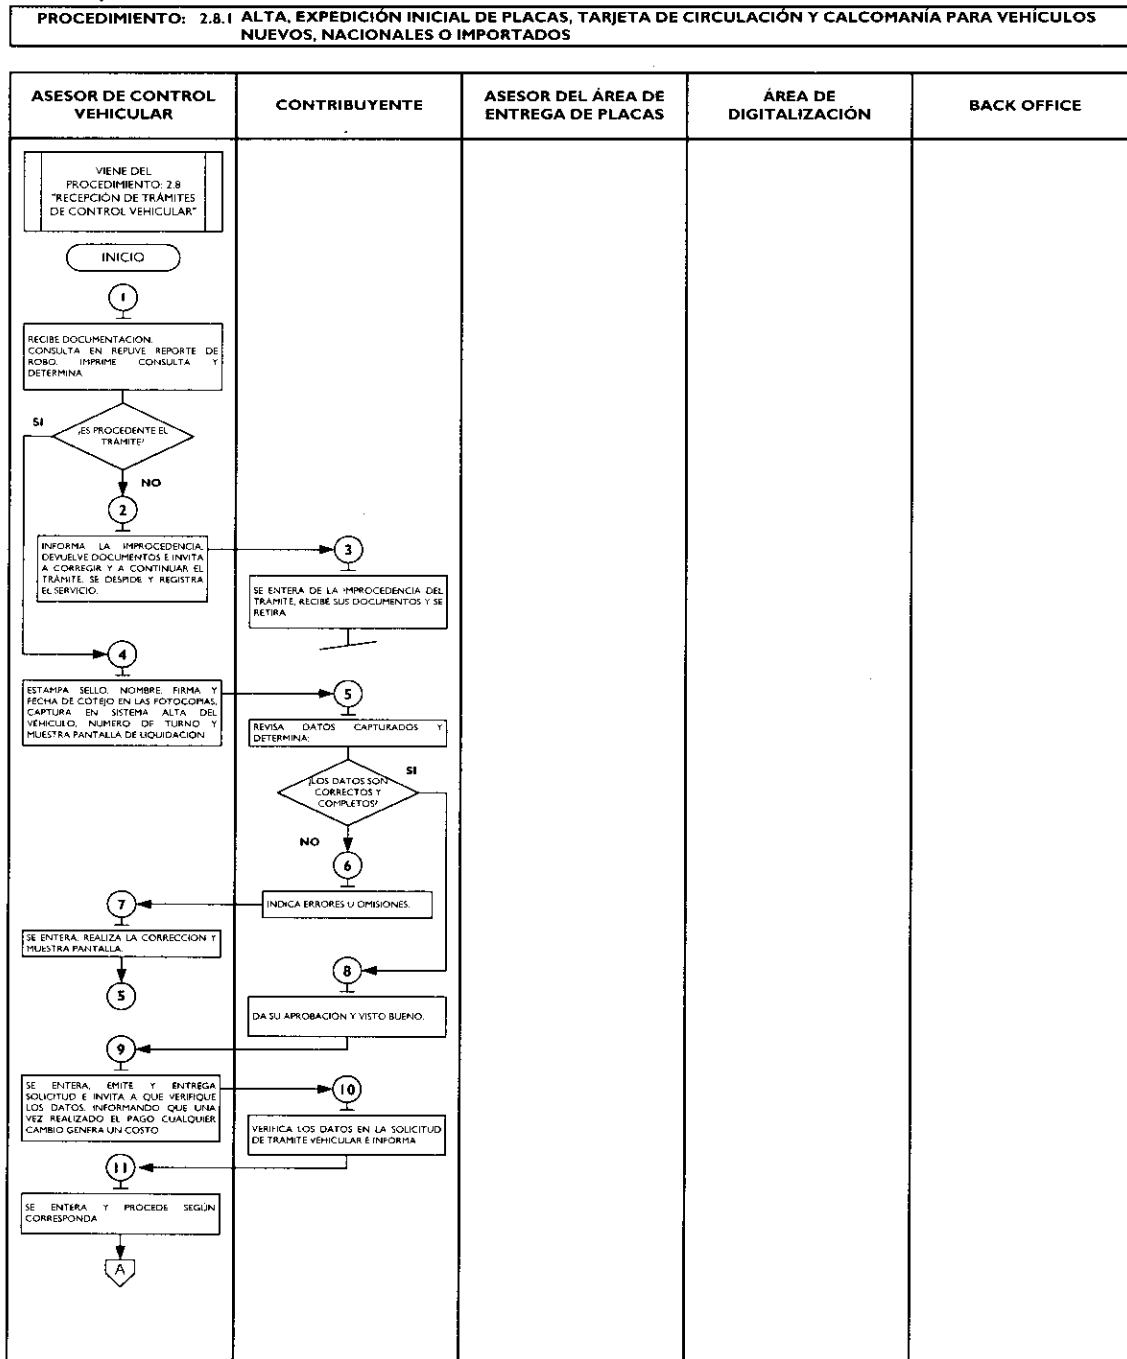 PROCEDIMIENTO: 2.8.1 ALTA, EXPEDICIÓN INICIAL DE PLACAS, TARJETA DE CIRCULACIÓN Y CALCOMANÍA PARA VEHÍCULOS
NUEVOS, NACIONALES O IMPORTADOS
ASESOR DE CONTROL
VEHICULAR
CONTRIBUYENTE
ASESOR DEL ÁREA DE
ENTREGA DE PLACAS
ÁREA DE
DIGITALIZACIÓN
BACK OFFICE
VIENE DEL
PROCEDIMIENTO: 2.8
"RECEPCIÓN DE TRÁMITES
DE CONTROL VEHICULAR"
INICIO
1
RECIBE DOCUMENTACION.
CONSULTA EN REPUVE REPORTE DE
ROBO. IMPRIME CONSULTA Y
DETERMINA
SI
¿ES PROCEDENTE EL
TRÁMITE?
NO
2
INFORMA LA IMPROCEDENCIA,
DEVUELVE DOCUMENTOS E INVITA
A CORREGIR Y A CONTINUAR EL
TRÁMITE. SE DESPIDE Y REGISTRA
EL SERVICIO.
3
SE ENTERA DE LA IMPROCEDENCIA DEL
TRÁMITE, RECIBE SUS DOCUMENTOS Y SE
RETIRA
4
ESTAMPA SELLO, NOMBRE, FIRMA Y
FECHA DE COTEJO EN LAS FOTOCOPIAS,
CAPTURA EN SISTEMA ALTA DEL
VEHÍCULO, NUMERO DE TURNO Y
MUESTRA PANTALLA DE LIQUIDACION
5
REVISA DATOS CAPTURADOS Y
DETERMINA:
SI
¿LOS DATOS SON
CORRECTOS Y
COMPLETOS?
NO
6
INDICA ERRORES U OMISIONES.
7
SE ENTERA, REALIZA LA CORRECCION Y
MUESTRA PANTALLA.
5
8
DA SU APROBACION Y VISTO BUENO.
9
SE ENTERA, EMITE Y ENTREGA
SOLICITUD E INVITA A QUE VERIFIQUE
LOS DATOS, INFORMANDO QUE UNA
VEZ REALIZADO EL PAGO CUALQUIER
CAMBIO GENERA UN COSTO
10
VERIFICA LOS DATOS EN LA SOLICITUD
DE TRAMITE VEHICULAR E INFORMA
11
SE ENTERA Y PROCEDE SEGÚN
CORRESPONDA
A